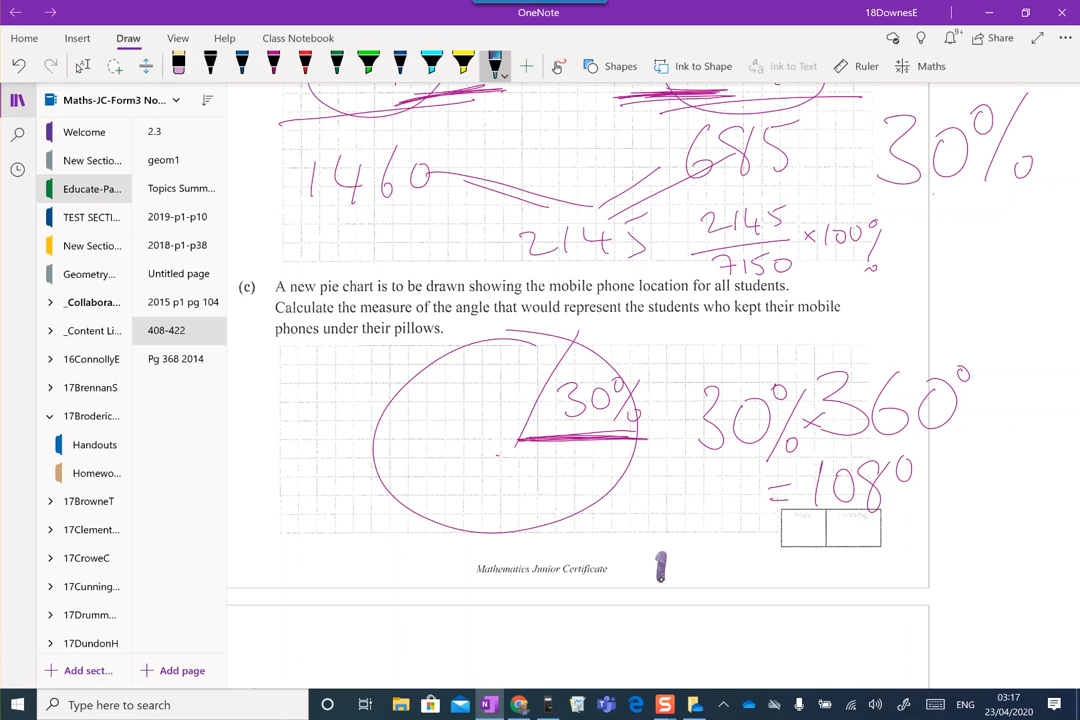 OneNote
18DownesE
Home Insert Draw View Help Class Notebook
9+ Share
Shapes Ink to Shape Ink to Text Ruler Maths
Maths-JC-Form3 No...
Welcome
New Sectio...
Educate-Pa...
TEST SECTI...
New Sectio...
Geometry...
_Collabora...
_Content Li...
16ConnollyE
17BrennanS
17Broderic...
Handouts
Homewo...
17BrowneT
17Clement...
17CroweC
17Cunning...
17Drumm...
17DundonH
Add sect...
2.3
geom1
Topics Summ...
2019-p1-p10
2018-p1-p38
Untitled page
2015 p1 pg 104
408-422
Pg 368 2014
Add page
1460
685
30%
2145
2145
7150
×100%
(c) A new pie chart is to be drawn showing the mobile phone location for all students.
Calculate the measure of the angle that would represent the students who kept their mobile
phones under their pillows.
30%
30% × 360°
= 108°
Mathematics Junior Certificate
1
Type here to search
ENG
03:17
23/04/2020